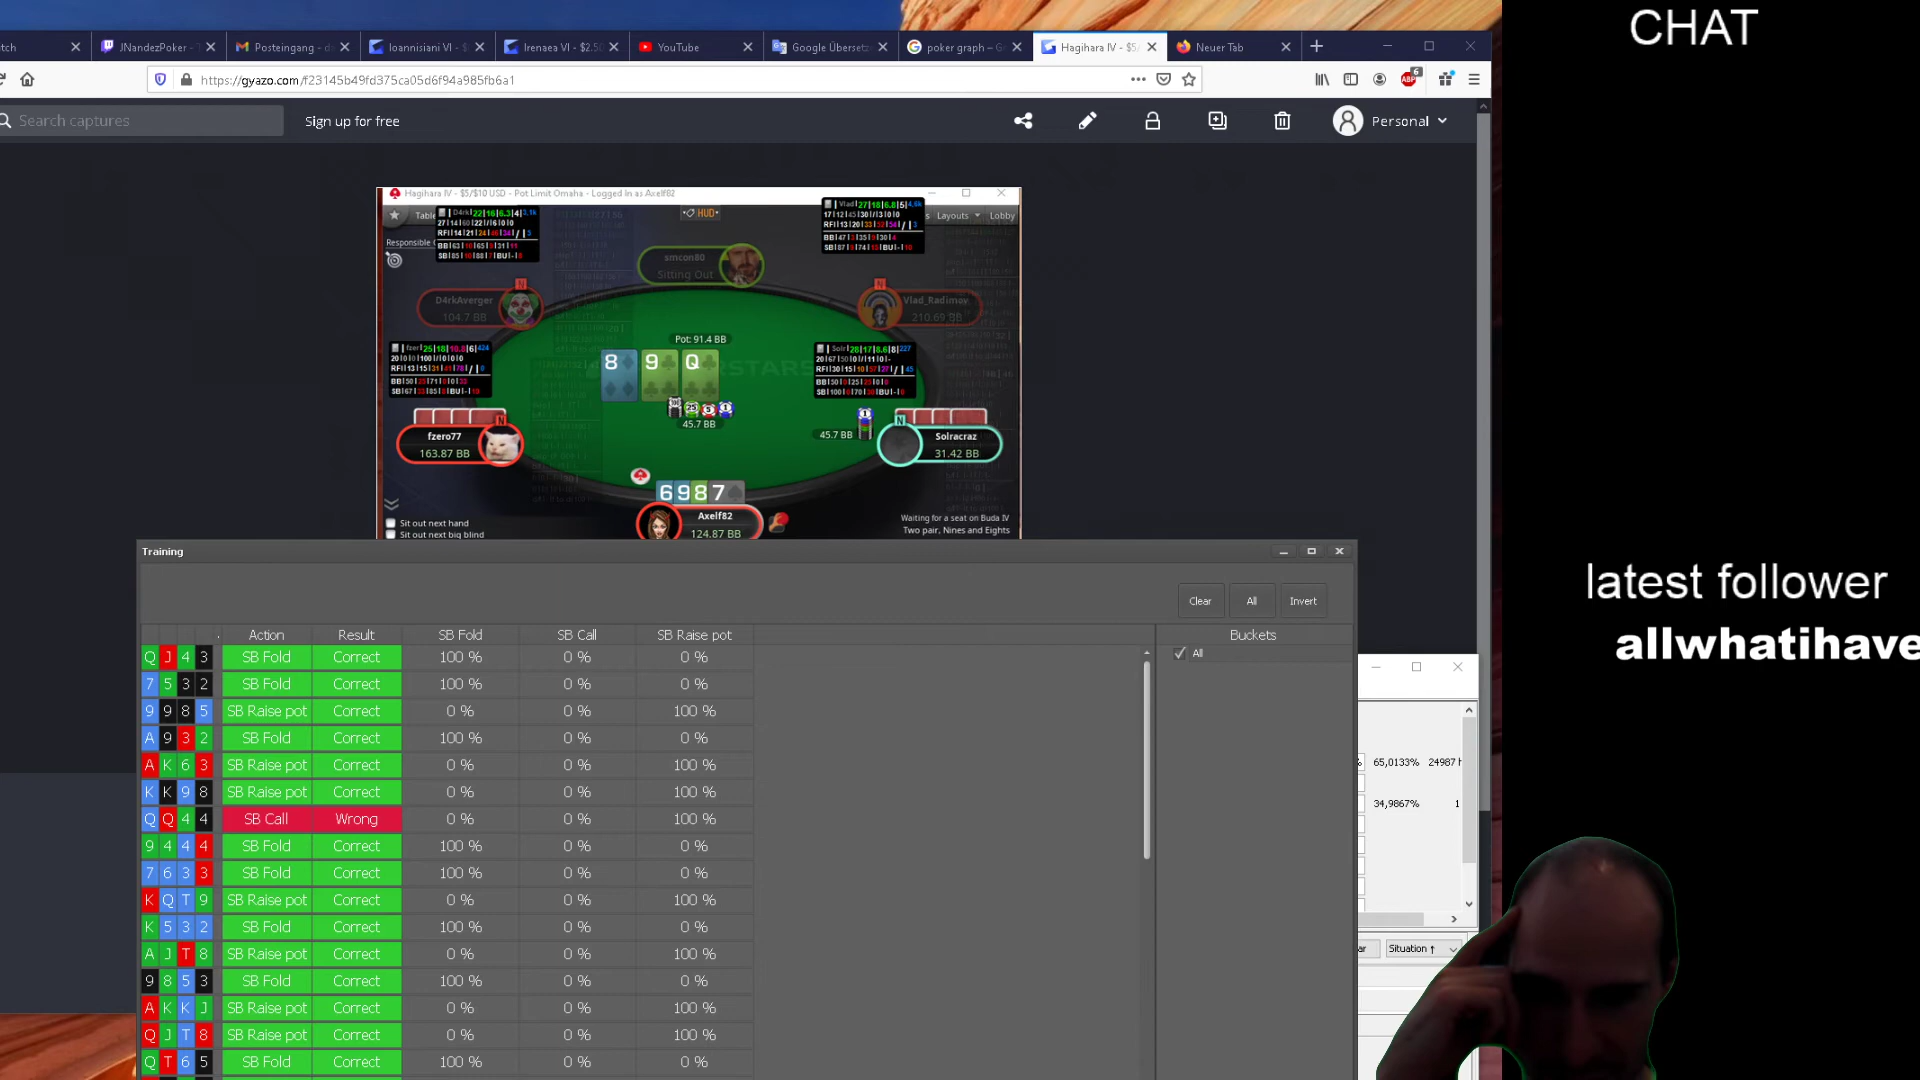 CHAT
tch
JNandezPoker - T
Posteingang - d
Ioannisiani VI - $
Irenaea VI - $2.50
YouTube
Google Übersetz
poker graph – G
Hagihara IV - $5/
Neuer Tab
https://gyazo.com/f23145b49fd375ca05d6f94a985fb6a1
6
Search captures
Sign up for free
Personal
Hagihara IV - $5/$10 USD - Pot Limit Omaha - Logged In as Axelf82
Table
HUD
Layouts
Lobby
Responsible
smcon80
Sitting Out
D4rkAverger
104.7 BB
Vlad_Radimov
210.69 BB
Pot: 91.4 BB
8 9 Q
45.7 BB
45.7 BB
fzero77
163.87 BB
Solracraz
31.42 BB
6 9 8 7
Axelf82
124.87 BB
Sit out next hand
Sit out next big blind
Waiting for a seat on Buda IV
Two pair, Nines and Eights
Training
Clear
All
Invert
Action Result SB Fold SB Call SB Raise pot
Buckets
All
Q J 4 3 SB Fold Correct 100 % 0 % 0 %
7 5 3 2 SB Fold Correct 100 % 0 % 0 %
9 9 8 5 SB Raise pot Correct 0 % 0 % 100 %
A 9 3 2 SB Fold Correct 100 % 0 % 0 %
A K 6 3 SB Raise pot Correct 0 % 0 % 100 %
K K 9 8 SB Raise pot Correct 0 % 0 % 100 %
Q Q 4 4 SB Call Wrong 0 % 0 % 100 %
9 4 4 4 SB Fold Correct 100 % 0 % 0 %
7 6 3 3 SB Fold Correct 100 % 0 % 0 %
K Q T 9 SB Raise pot Correct 0 % 0 % 100 %
K 5 3 2 SB Fold Correct 100 % 0 % 0 %
A J T 8 SB Raise pot Correct 0 % 0 % 100 %
9 8 5 3 SB Fold Correct 100 % 0 % 0 %
A K K J SB Raise pot Correct 0 % 0 % 100 %
Q J T 8 SB Raise pot Correct 0 % 0 % 100 %
Q T 6 5 SB Fold Correct 100 % 0 % 0 %
65,0133% 24987 h
34,9867% 1
ar
Situation ↑
latest follower
allwhatihave